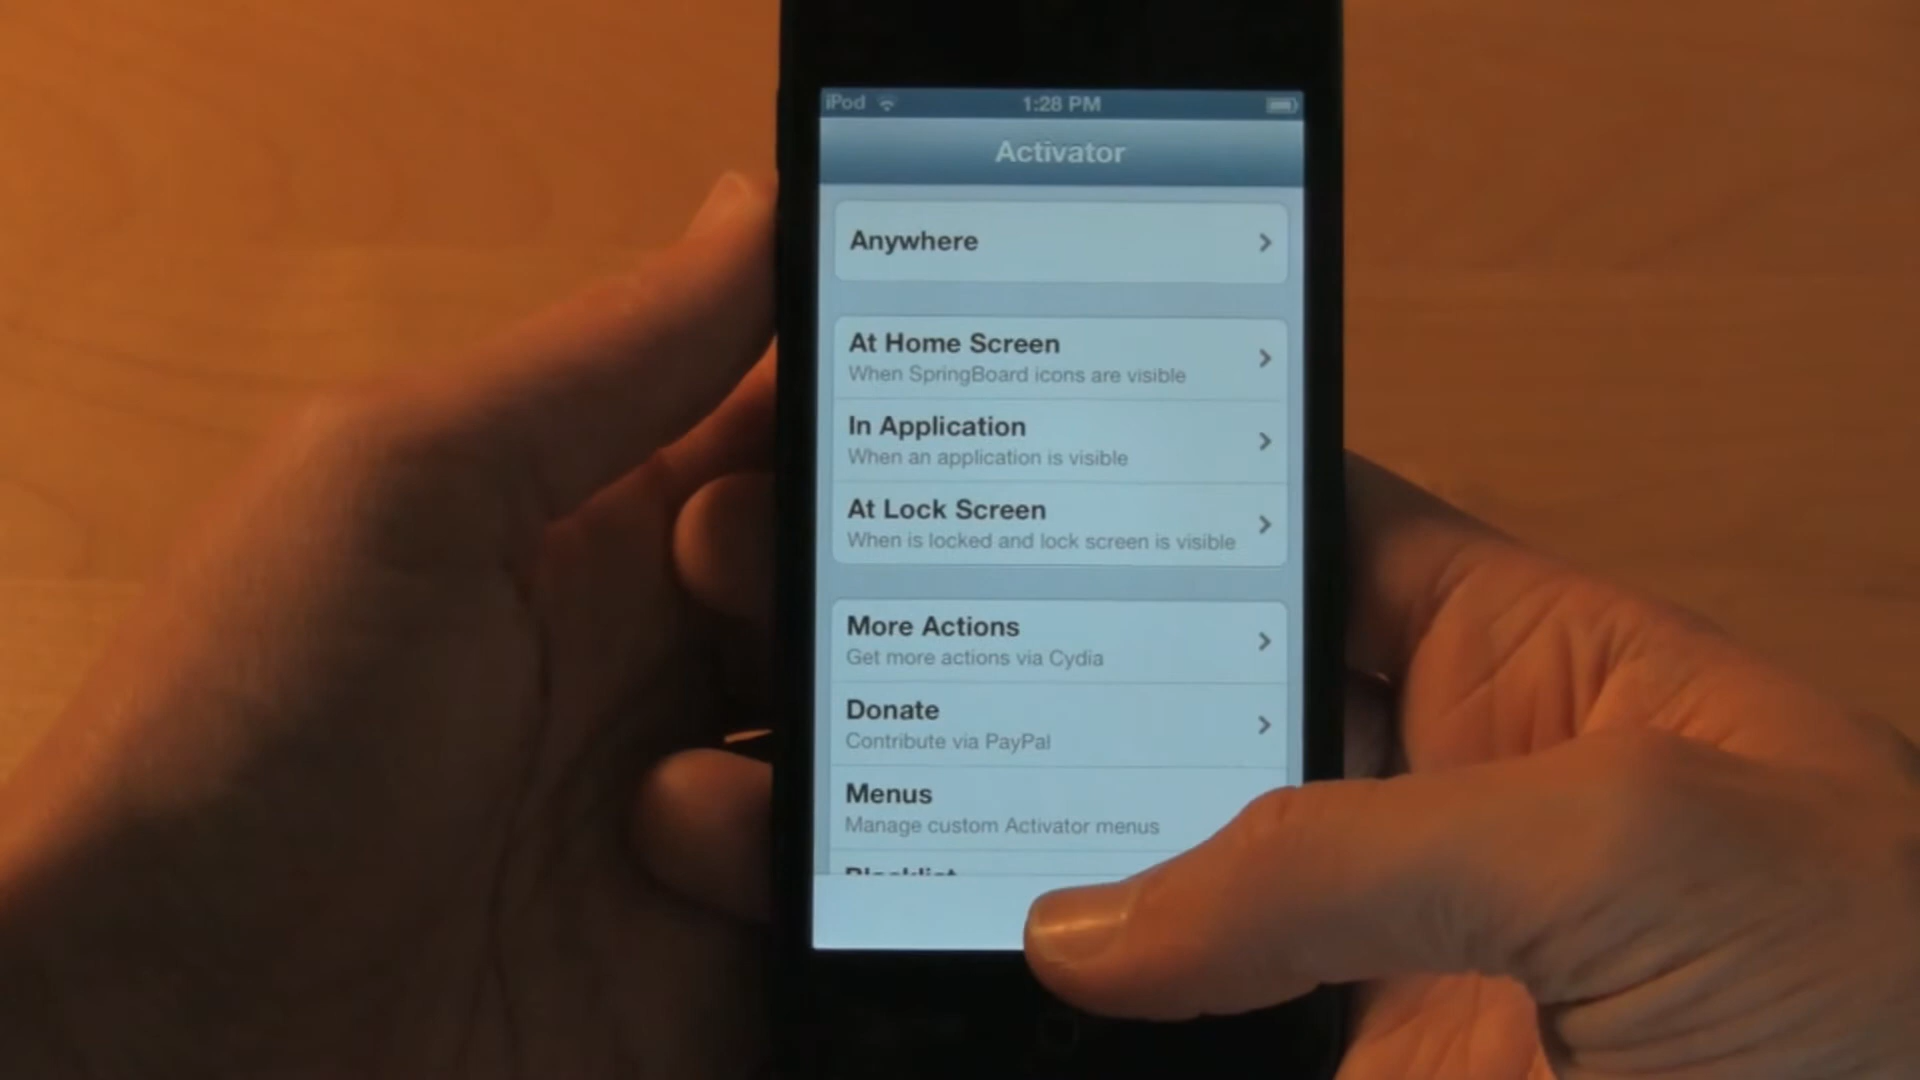 iPod 1:28 PM
Activator
Anywhere
At Home Screen
When SpringBoard icons are visible
In Application
When an application is visible
At Lock Screen
When is locked and lock screen is visible
More Actions
Get more actions via Cydia
Donate
Contribute via PayPal
Menus
Manage custom Activator menus
Blacklist